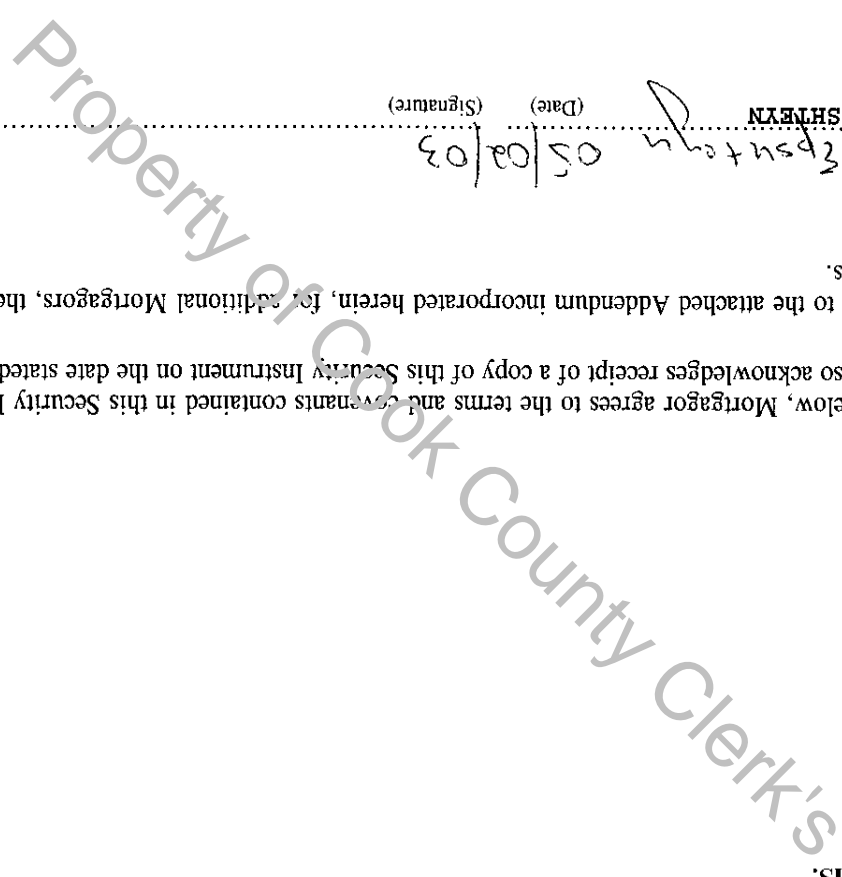 IS.
elow, Mortgagor agrees to the terms and covenants contained in this Security I
so acknowledges receipt of a copy of this Security Instrument on the date stated
to the attached Addendum incorporated herein, for additional Mortgagors, the
s.
Epshteyn 05/02/03
SHTEYN (Date) (Signature)
Property of Cook County Clerk's